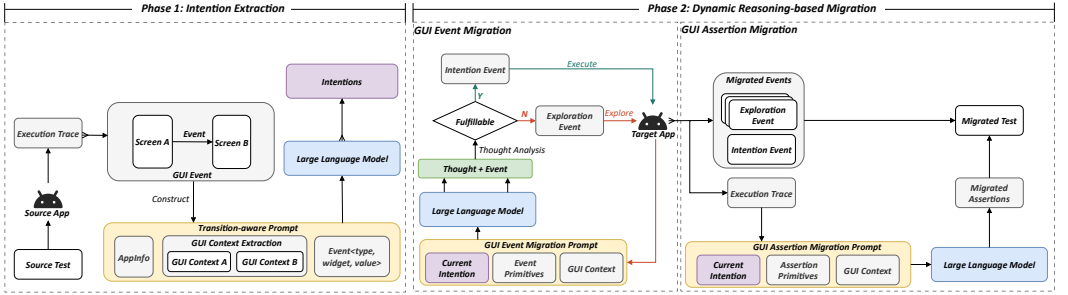 Phase 1: Intention Extraction
Execution Trace
Source App
Source Test
Screen A
Event
Screen B
GUI Event
Construct
Transition-aware Prompt
AppInfo
GUI Context Extraction
GUI Context A
GUI Context B
Event<type,
widget, value>
Large Language Model
Intentions
Phase 2: Dynamic Reasoning-based Migration
GUI Event Migration
Intention Event
Execute
Y
Fulfillable
N
Exploration
Event
Explore
Target App
Thought Analysis
Thought + Event
Large Language Model
GUI Event Migration Prompt
Current
Intention
Event
Primitives
GUI Context
GUI Assertion Migration
Migrated Events
Exploration
Event
Intention Event
Execution Trace
GUI Assertion Migration Prompt
Current
Intention
Assertion
Primitives
GUI Context
Large Language Model
Migrated
Assertions
Migrated Test